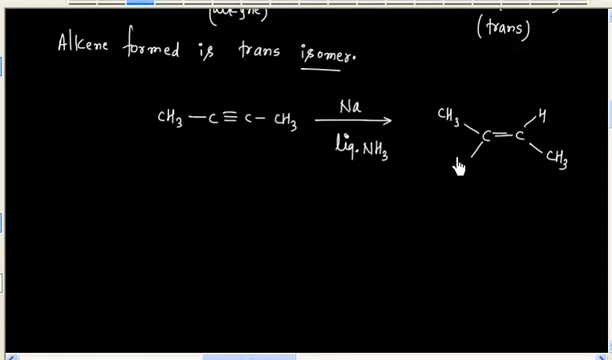 (trans)
Alkene formed is trans isomer.
CH3 — C ≡ C — CH3 Na liq. NH3 CH3 C = C H CH3